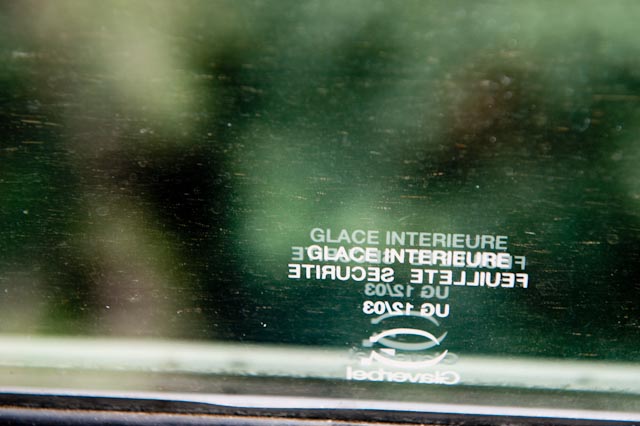 GLACE INTERIEURE
GLACE INTERIEURE
FEUILLETE SECURITE
UG 12/03
UG 12/03
Glaverbel